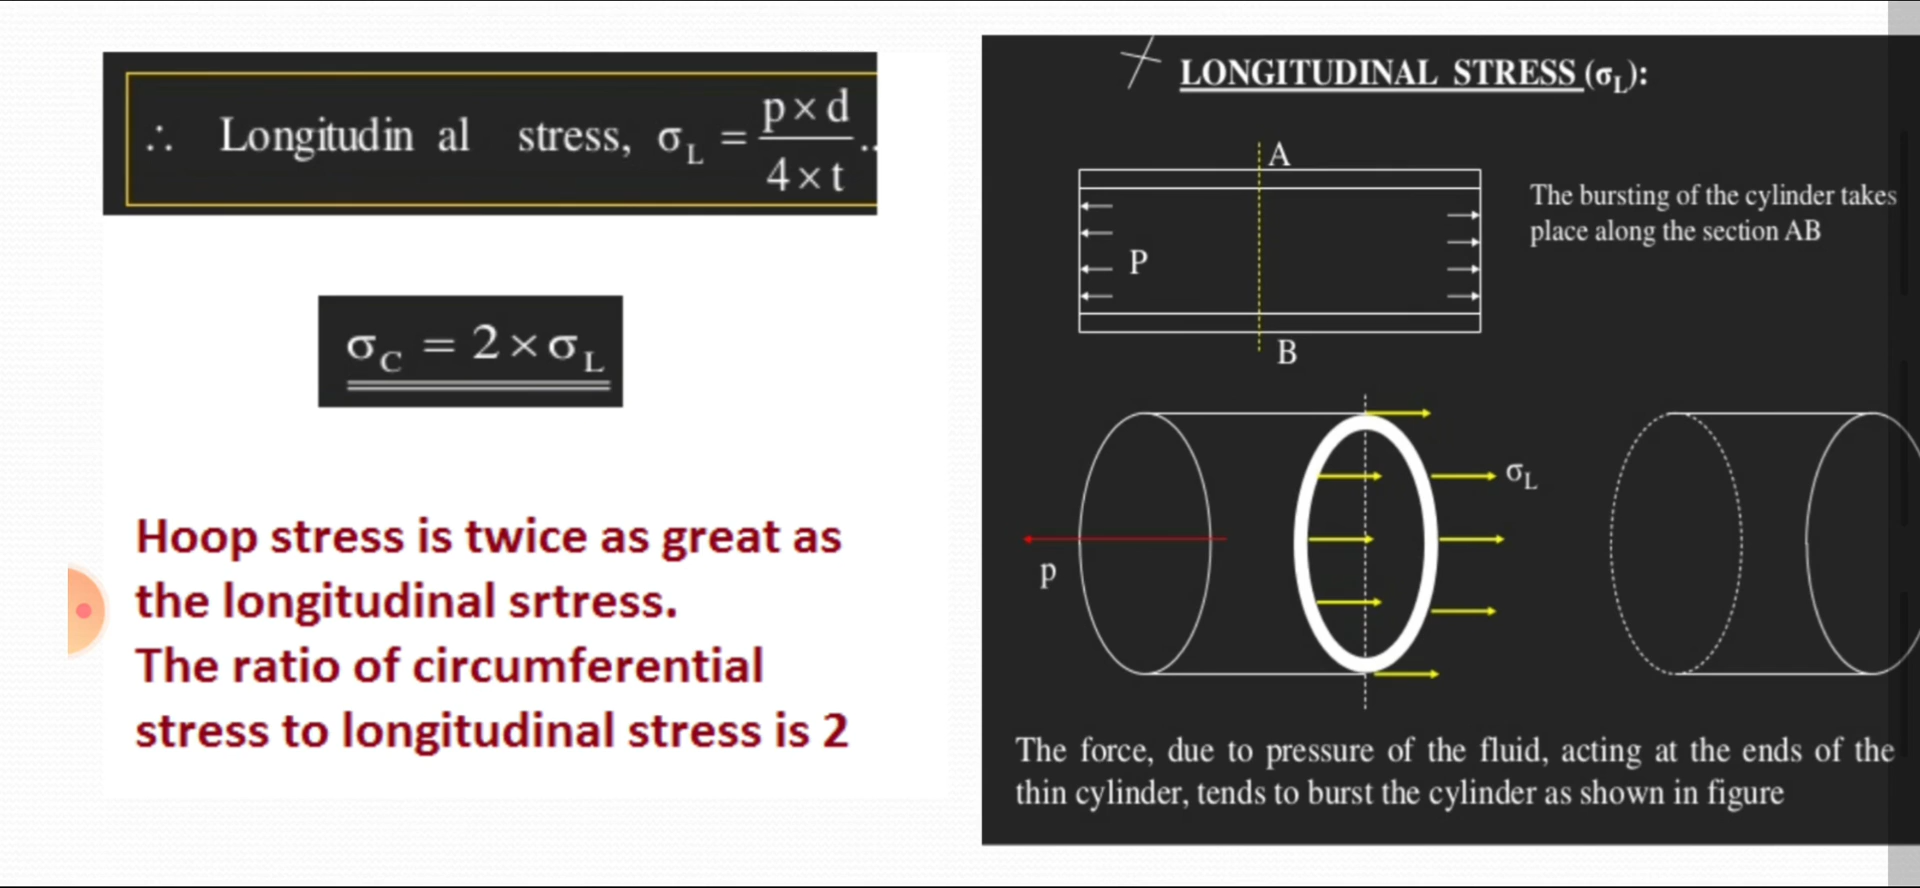 ∴ Longitudin al stress, σ_L = p × d / 4 × t ..
σ_C = 2 × σ_L
Hoop stress is twice as great as
the longitudinal srtress.
The ratio of circumferential
stress to longitudinal stress is 2
LONGITUDINAL STRESS (σ_L):
A
The bursting of the cylinder takes
place along the section AB
P
B
σ_L
p
The force, due to pressure of the fluid, acting at the ends of the
thin cylinder, tends to burst the cylinder as shown in figure